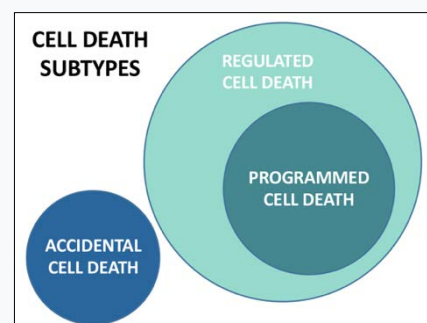 CELL DEATH
SUBTYPES
REGULATED
CELL DEATH
PROGRAMMED
CELL DEATH
ACCIDENTAL
CELL DEATH